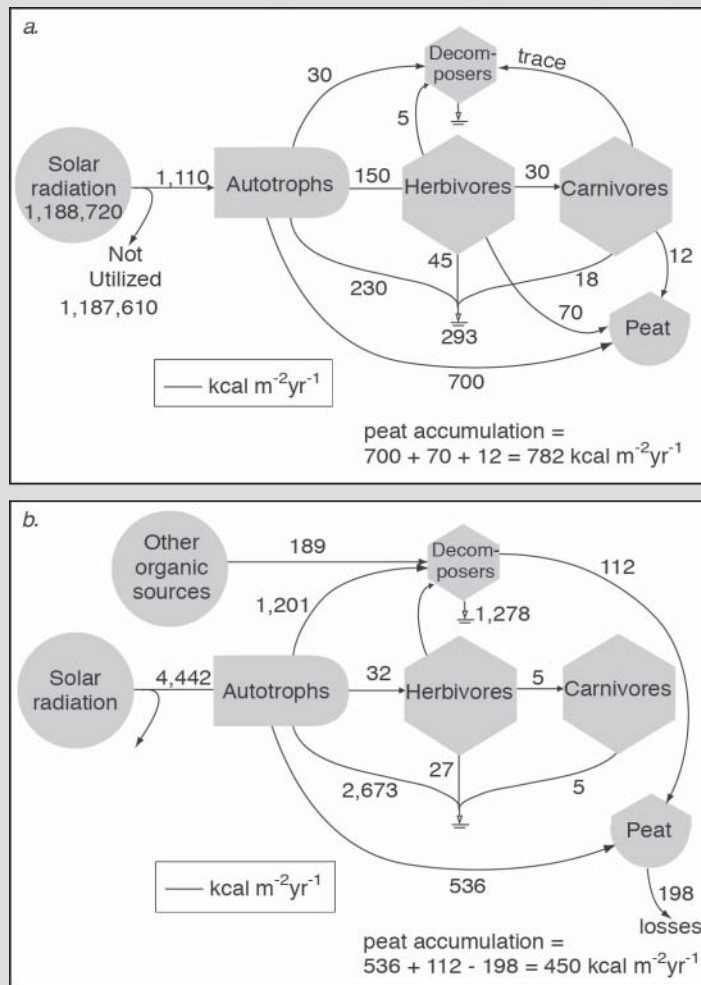 a.
Decom-
posers
trace
30
5
Solar
radiation
1,188,720
1,110
Autotrophs
150
Herbivores
30
Carnivores
Not
Utilized
1,187,610
45
230
18
12
293
70
Peat
700
kcal m⁻²yr⁻¹
peat accumulation =
700 + 70 + 12 = 782 kcal m⁻²yr⁻¹
b.
Other
organic
sources
189
Decom-
posers
112
1,201
1,278
Solar
radiation
4,442
Autotrophs
32
Herbivores
5
Carnivores
27
2,673
5
Peat
536
198
losses
kcal m⁻²yr⁻¹
peat accumulation =
536 + 112 - 198 = 450 kcal m⁻²yr⁻¹